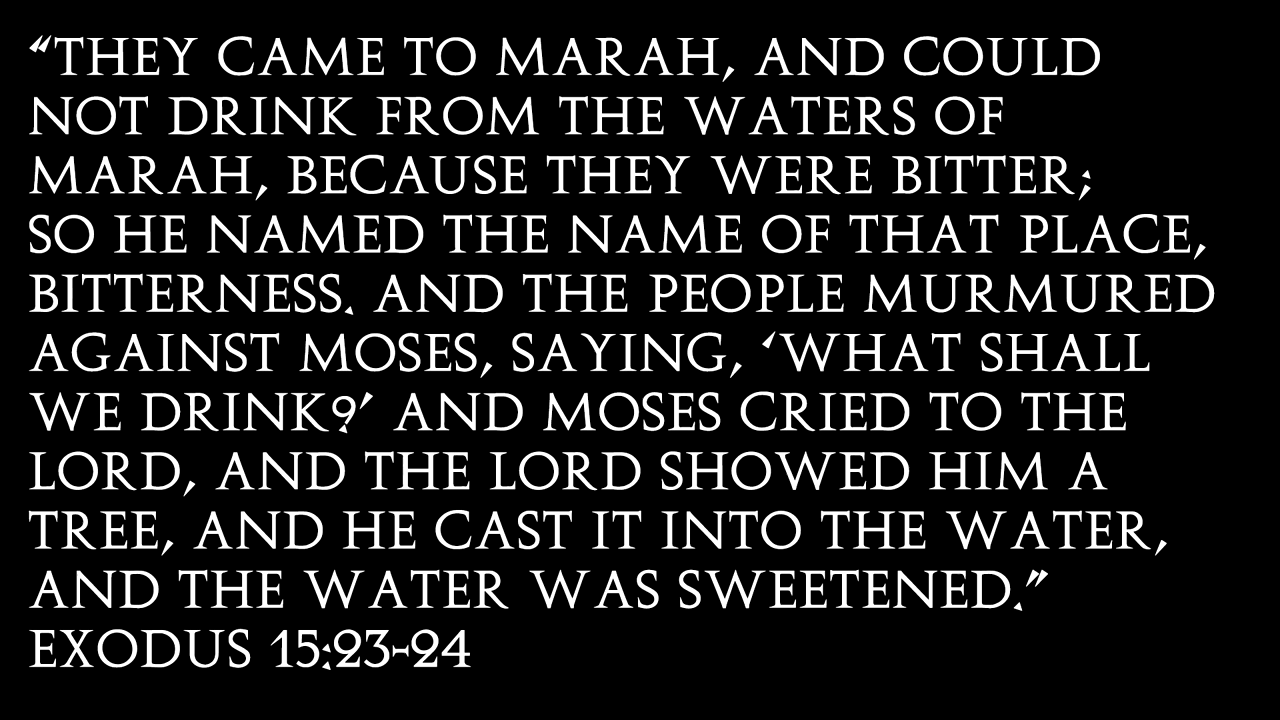 “THEY CAME TO MARAH, AND COULD
NOT DRINK FROM THE WATERS OF
MARAH, BECAUSE THEY WERE BITTER;
SO HE NAMED THE NAME OF THAT PLACE,
BITTERNESS. AND THE PEOPLE MURMURED
AGAINST MOSES, SAYING, ‘WHAT SHALL
WE DRINK?’ AND MOSES CRIED TO THE
LORD, AND THE LORD SHOWED HIM A
TREE, AND HE CAST IT INTO THE WATER,
AND THE WATER WAS SWEETENED.”
EXODUS 15:23-24